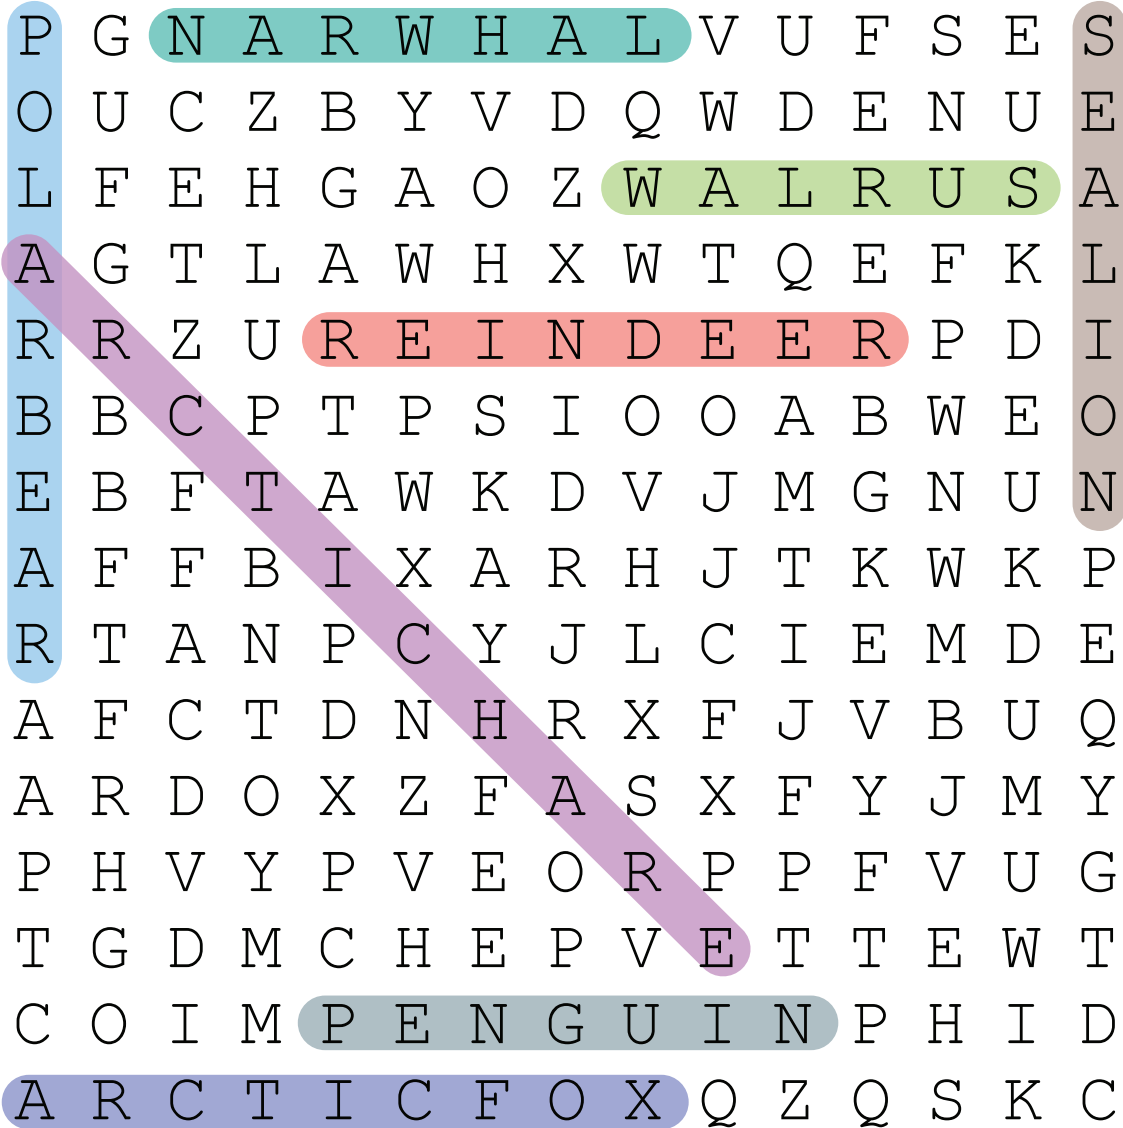 P G N A R W H A L V U F S E S
O U C Z B Y V D Q W D E N U E
L F E H G A O Z W A L R U S A
A G T L A W H X W T Q E F K L
R R Z U R E I N D E E R P D I
B B C P T P S I O O A B W E O
E B F T A W K D V J M G N U N
A F F B I X A R H J T K W K P
R T A N P C Y J L C I E M D E
A F C T D N H R X F J V B U Q
A R D O X Z F A S X F Y J M Y
P H V Y P V E O R P P F V U G
T G D M C H E P V E T T E W T
C O I M P E N G U I N P H I D
A R C T I C F O X Q Z Q S K C